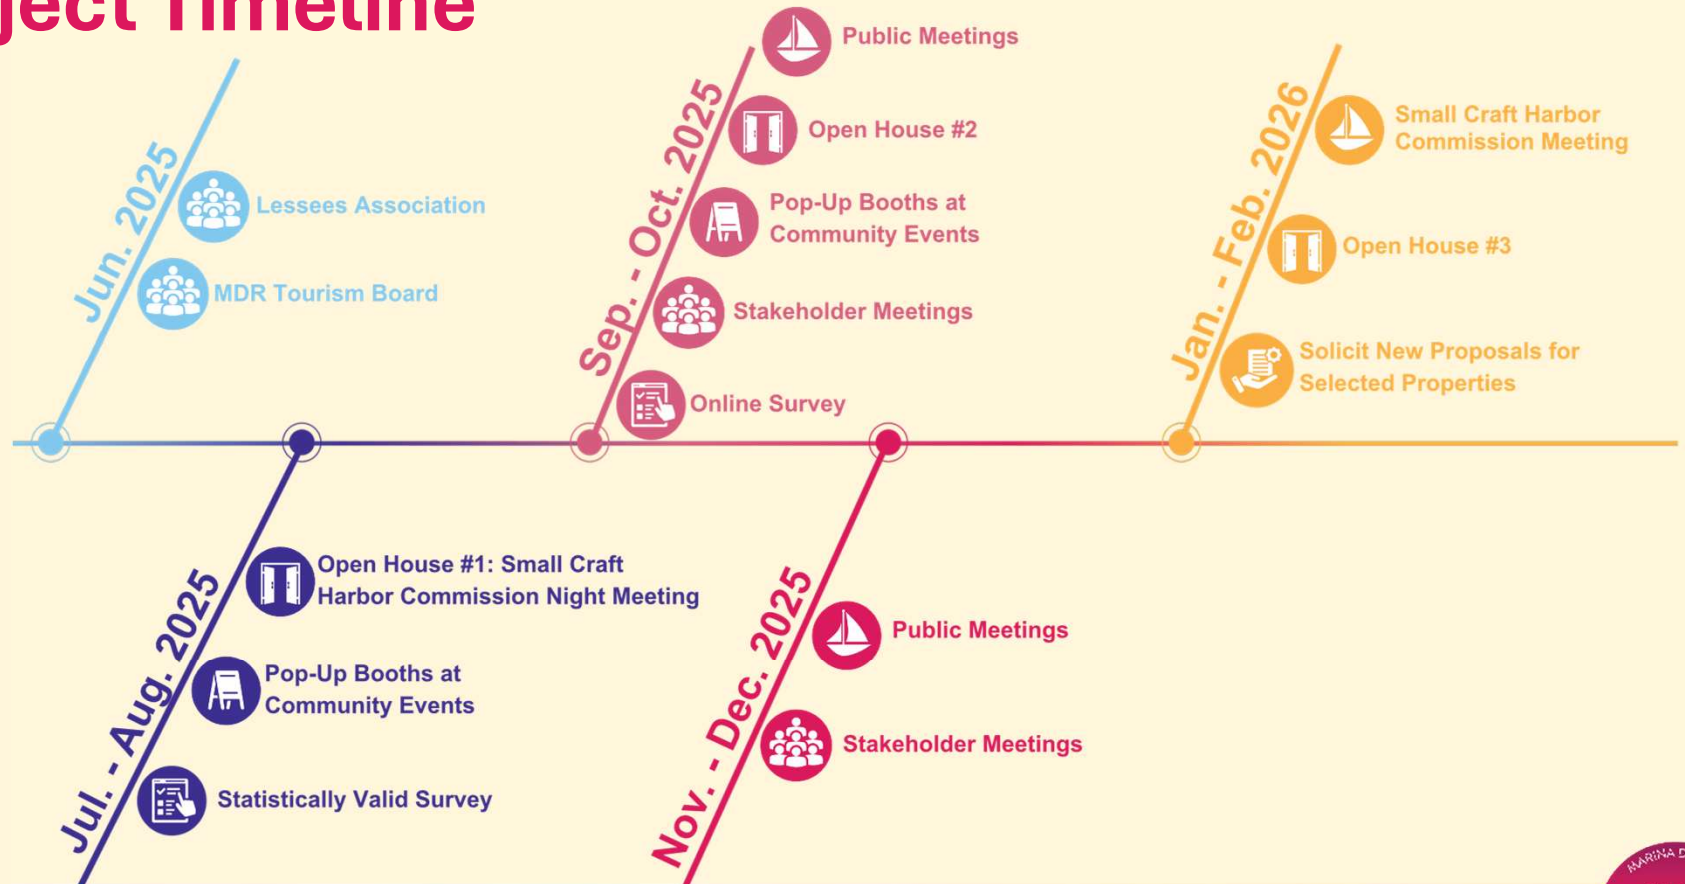 ject Timeline
Jun. 2025
Lessees Association
MDR Tourism Board
Sep. - Oct. 2025
Public Meetings
Open House #2
Pop-Up Booths at
Community Events
Stakeholder Meetings
Online Survey
Jan. - Feb. 2026
Small Craft Harbor
Commission Meeting
Open House #3
Solicit New Proposals for
Selected Properties
Jul. - Aug. 2025
Open House #1: Small Craft
Harbor Commission Night Meeting
Pop-Up Booths at
Community Events
Statistically Valid Survey
Nov. - Dec. 2025
Public Meetings
Stakeholder Meetings
MARINA D